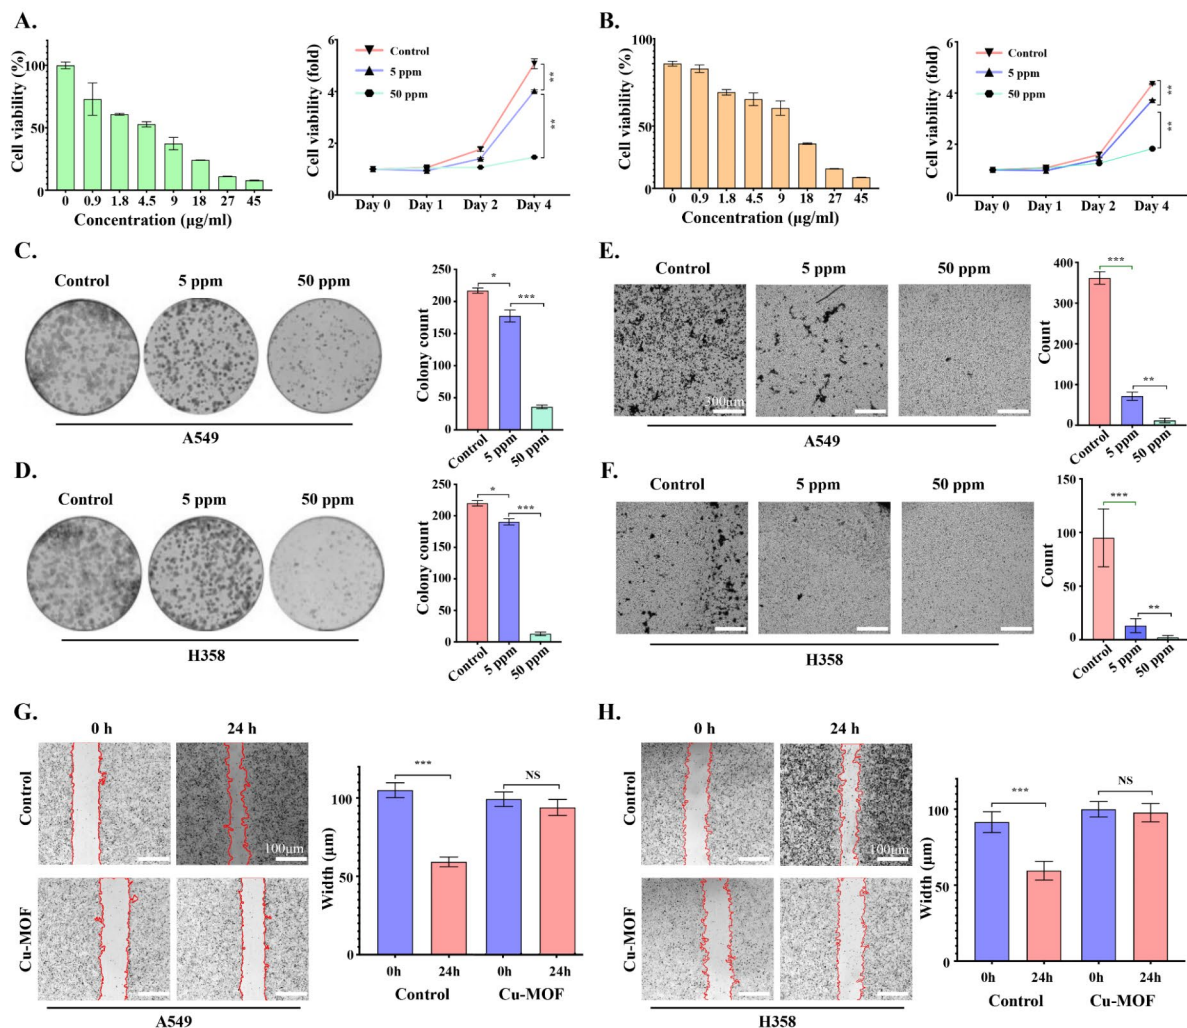 A.
Cell viability (%)
100
50
0
0 0.9 1.8 4.5 9 18 27 45
Concentration (μg/ml)
Cell viability (fold)
6
4
2
0
Control
5 ppm
50 ppm
**
**
Day 0 Day 1 Day 2 Day 4
B.
Cell viability (%)
100
50
0
0 0.9 1.8 4.5 9 18 27 45
Concentration (μg/ml)
Cell viability (fold)
6
4
2
0
Control
5 ppm
50 ppm
**
**
Day 0 Day 1 Day 2 Day 4
C.
Control 5 ppm 50 ppm
A549
Colony count
250
200
150
100
50
0
*
***
Control 5 ppm 50 ppm
E.
Control 5 ppm 50 ppm
300μm
A549
Count
400
300
200
100
0
***
**
Control 5 ppm 50 ppm
D.
Control 5 ppm 50 ppm
H358
Colony count
250
200
150
100
50
0
*
***
Control 5 ppm 50 ppm
F.
Control 5 ppm 50 ppm
H358
Count
150
100
50
0
***
**
Control 5 ppm 50 ppm
G.
0 h 24 h
Control
100μm
Cu-MOF
A549
Width (μm)
100
50
0
***
NS
0h 24h 0h 24h
Control Cu-MOF
H.
0 h 24 h
Control
100μm
Cu-MOF
H358
Width (μm)
100
50
0
***
NS
0h 24h 0h 24h
Control Cu-MOF